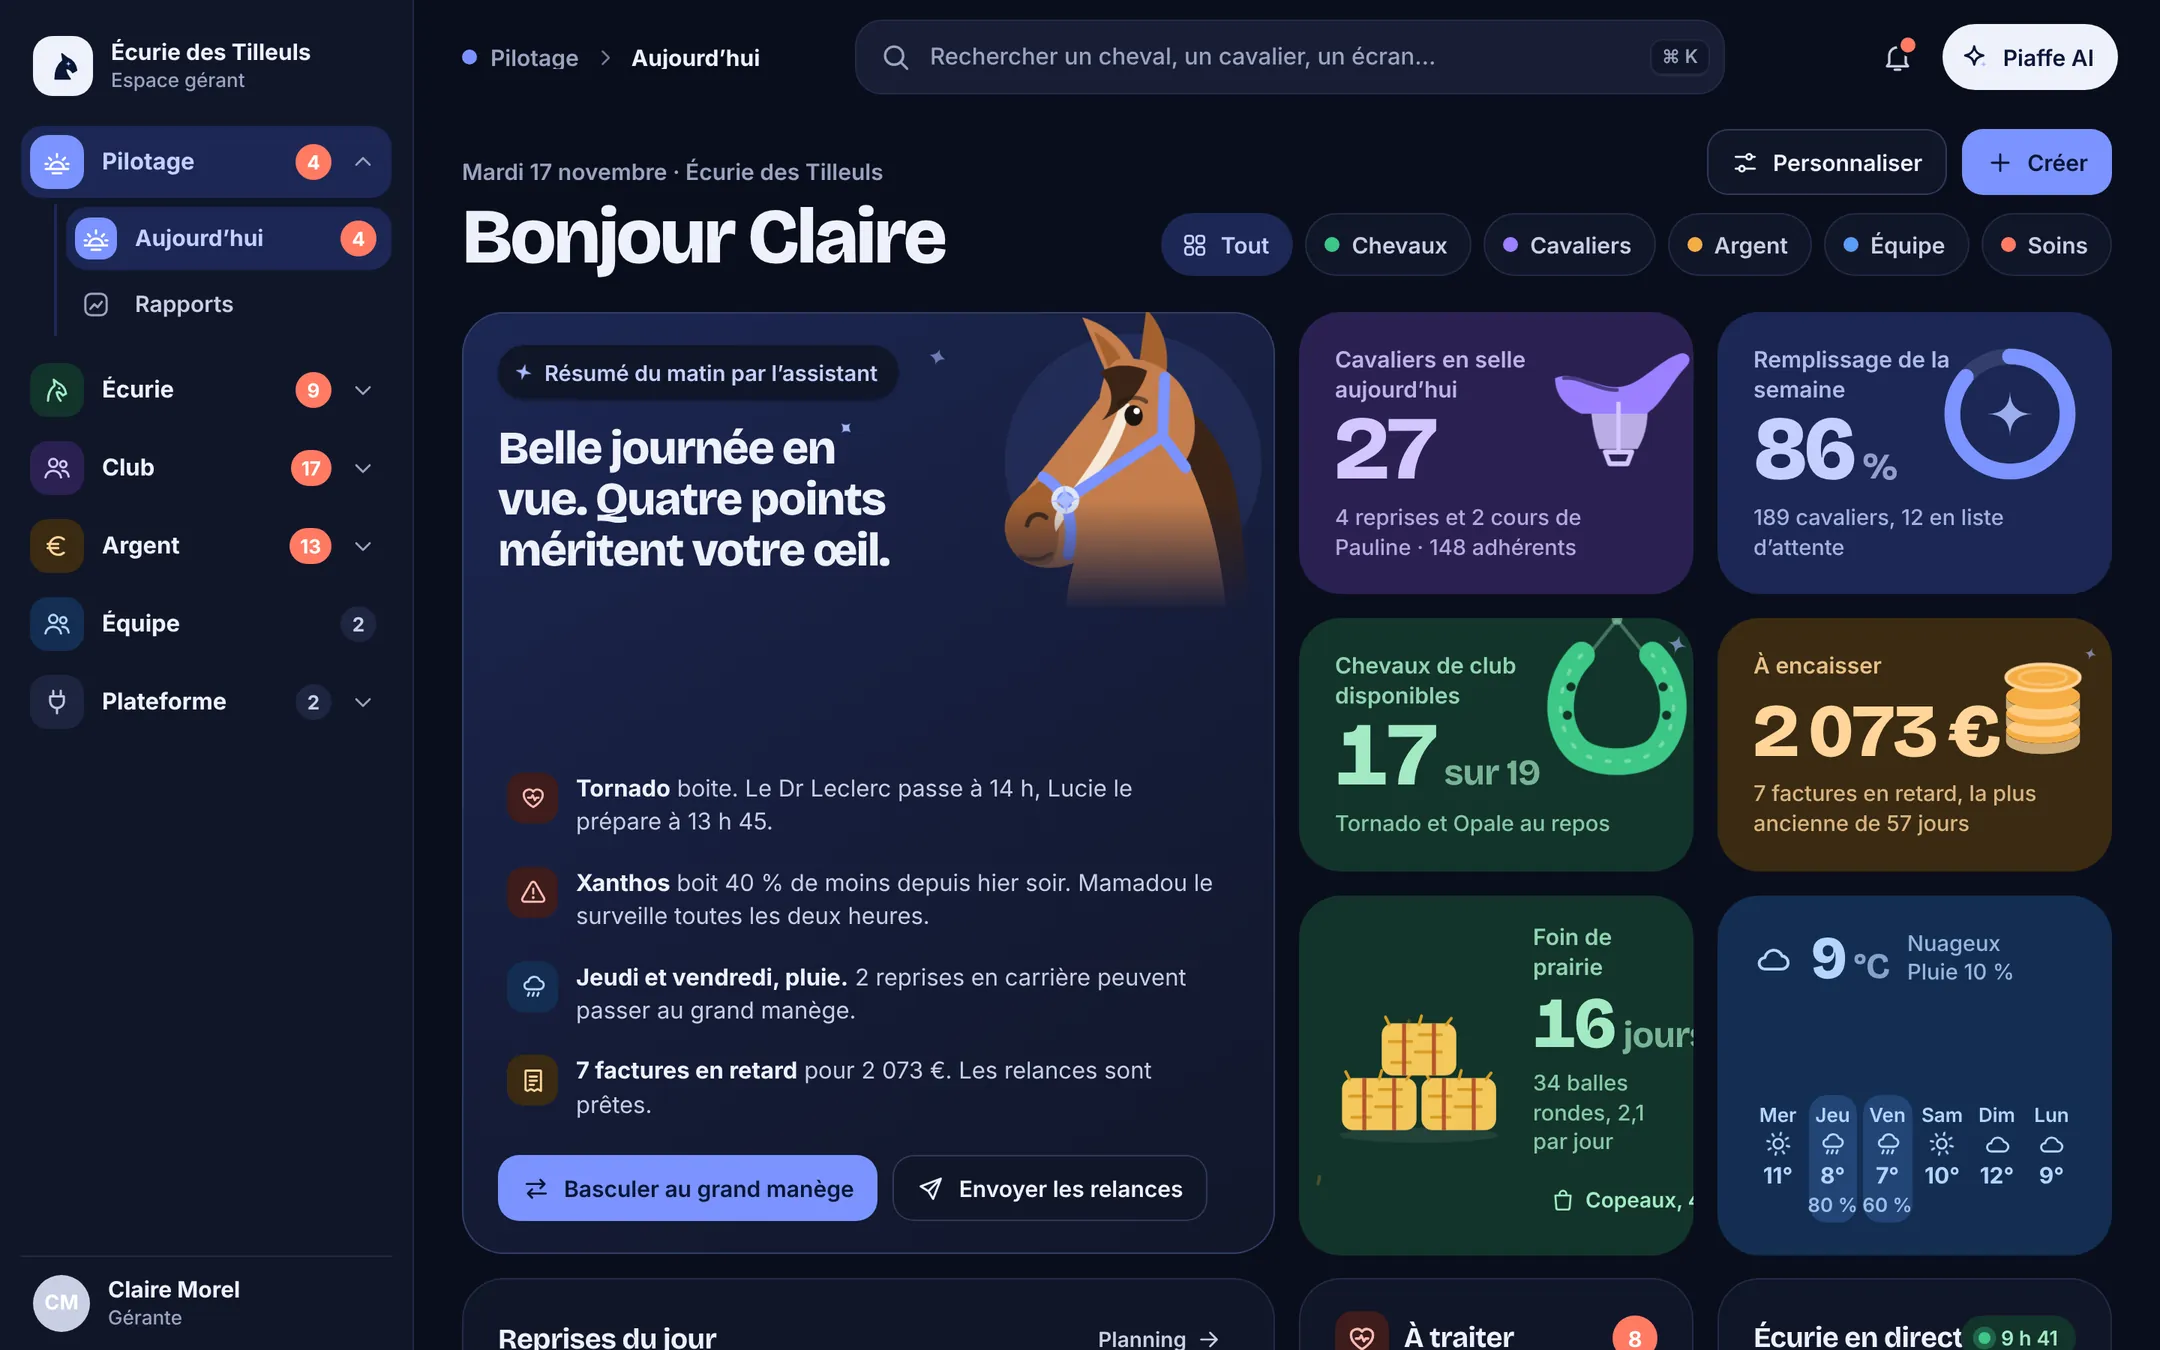 Écurie des Tilleuls
Espace gérant
Pilotage
4
Aujourd’hui
4
Rapports
Écurie
9
Club
17
Argent
13
Équipe
2
Plateforme
2
Claire Morel
Gérante
CM
Pilotage
Aujourd’hui
Rechercher un cheval, un cavalier, un écran…
⌘ K
Piaffe AI
Mardi 17 novembre · Écurie des Tilleuls
Bonjour Claire
Personnaliser
Créer
Tout
Chevaux
Cavaliers
Argent
Équipe
Soins
Résumé du matin par l’assistant
Belle journée en
vue. Quatre points
méritent votre œil.
Tornado boite. Le Dr Leclerc passe à 14 h, Lucie le
prépare à 13 h 45.
Xanthos boit 40 % de moins depuis hier soir. Mamadou le
surveille toutes les deux heures.
Jeudi et vendredi, pluie. 2 reprises en carrière peuvent
passer au grand manège.
7 factures en retard pour 2 073 €. Les relances sont
prêtes.
Basculer au grand manège
Envoyer les relances
Cavaliers en selle
aujourd’hui
27
4 reprises et 2 cours de
Pauline · 148 adhérents
Remplissage de la
semaine
86 %
189 cavaliers, 12 en liste
d’attente
Chevaux de club
disponibles
17 sur 19
Tornado et Opale au repos
À encaisser
2 073 €
7 factures en retard, la plus
ancienne de 57 jours
Foin de
prairie
16 jours
34 balles
rondes, 2,1
par jour
Copeaux,
9 °C
Nuageux
Pluie 10 %
Mer Jeu Ven Sam Dim Lun
11° 8° 7° 10° 12° 9°
80 % 60 %
Reprises du jour
Planning
À traiter
8
Écurie en direct
9 h 41